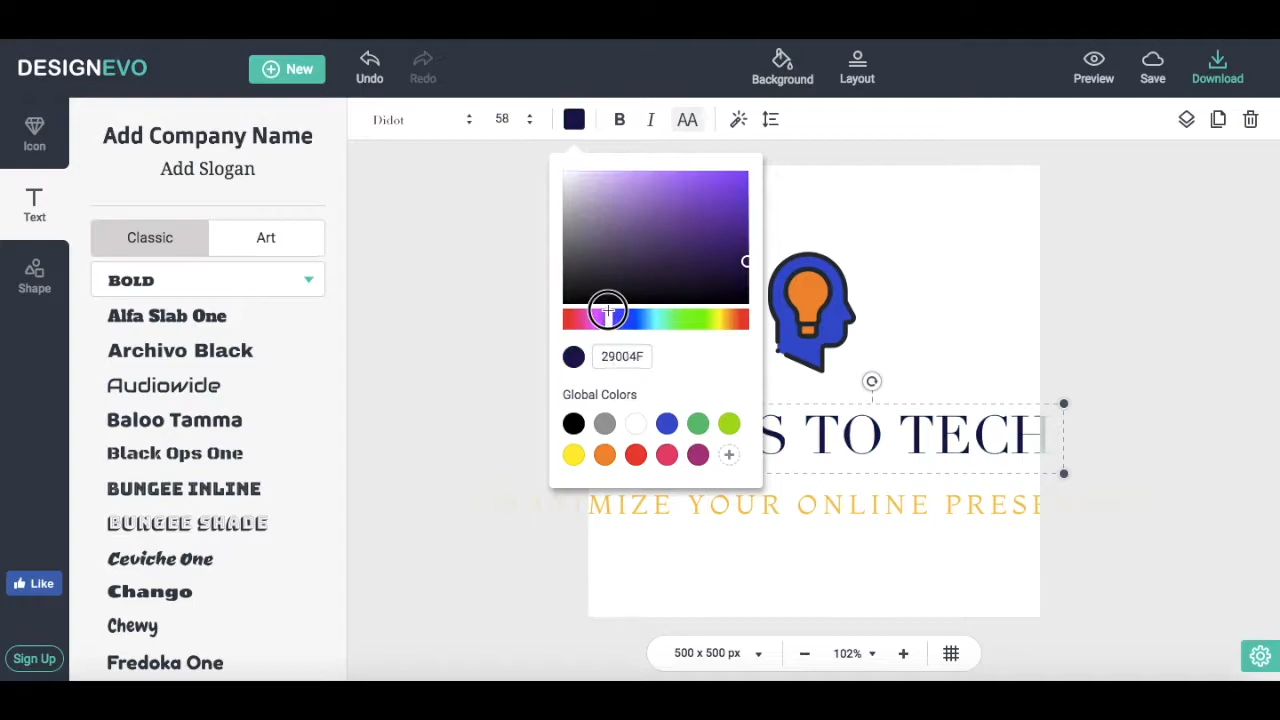 DESIGNEVO
New
Undo
Redo
Background
Layout
Preview
Save
Download
Icon
Text
Shape
Like
Sign Up
Add Company Name
Add Slogan
Classic
Art
BOLD
Alfa Slab One
Archivo Black
Audiowide
Baloo Tamma
Black Ops One
BUNGEE INLINE
BUNGEE SHADE
Ceviche One
Chango
Chewy
Fredoka One
Didot
58
B
I
AA
29004F
Global Colors
S TO TECH
MAXIMIZE YOUR ONLINE
500 x 500 px
102%